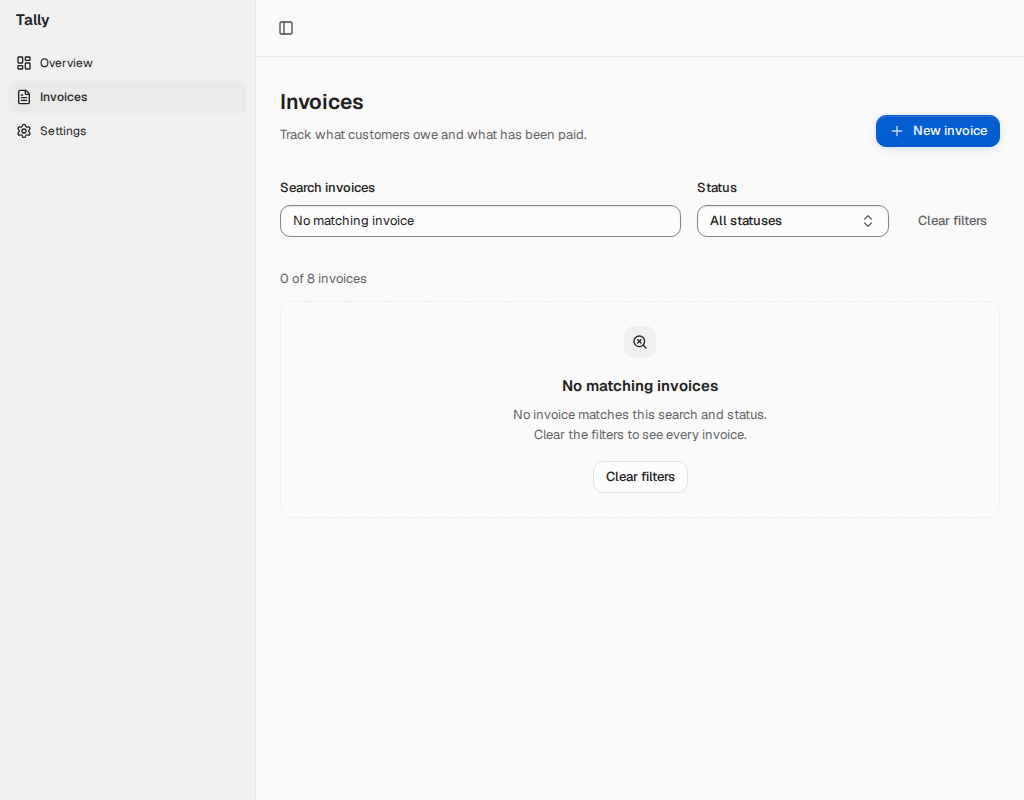 Tally
Overview
Invoices
Settings
Invoices
Track what customers owe and what has been paid.
New invoice
Search invoices
Status
No matching invoice
All statuses
Clear filters
0 of 8 invoices
No matching invoices
No invoice matches this search and status.
Clear the filters to see every invoice.
Clear filters